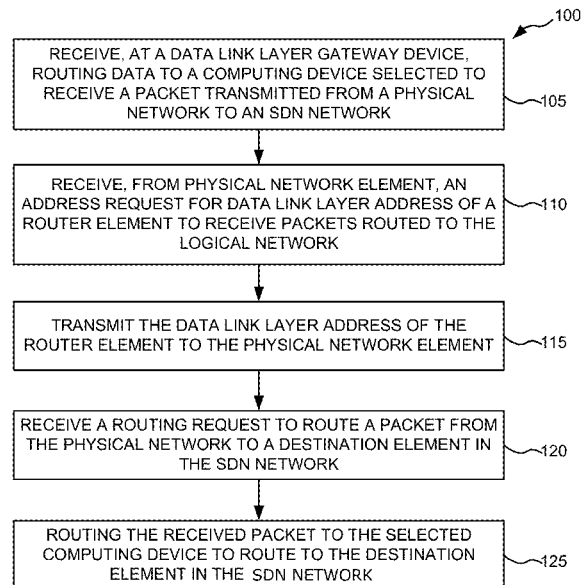 100
RECEIVE, AT A DATA LINK LAYER GATEWAY DEVICE,
ROUTING DATA TO A COMPUTING DEVICE SELECTED TO
RECEIVE A PACKET TRANSMITTED FROM A PHYSICAL
NETWORK TO AN SDN NETWORK
105
RECEIVE, FROM PHYSICAL NETWORK ELEMENT, AN
ADDRESS REQUEST FOR DATA LINK LAYER ADDRESS OF A
ROUTER ELEMENT TO RECEIVE PACKETS ROUTED TO THE
LOGICAL NETWORK
110
TRANSMIT THE DATA LINK LAYER ADDRESS OF THE
ROUTER ELEMENT TO THE PHYSICAL NETWORK ELEMENT
115
RECEIVE A ROUTING REQUEST TO ROUTE A PACKET FROM
THE PHYSICAL NETWORK TO A DESTINATION ELEMENT IN
THE SDN NETWORK
120
ROUTING THE RECEIVED PACKET TO THE SELECTED
COMPUTING DEVICE TO ROUTE TO THE DESTINATION
ELEMENT IN THE SDN NETWORK
125